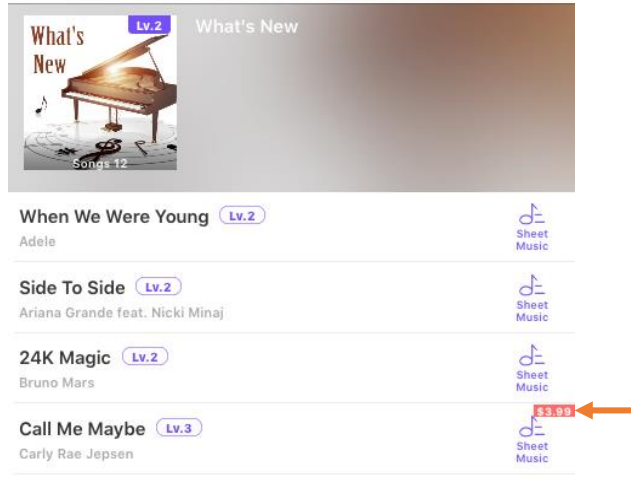 What's
New
Lv.2
Songs 12
What's New
When We Were Young Lv.2
Adele
Sheet
Music
Side To Side Lv.2
Ariana Grande feat. Nicki Minaj
Sheet
Music
24K Magic Lv.2
Bruno Mars
Sheet
Music
$3.99
Call Me Maybe Lv.3
Carly Rae Jepsen
Sheet
Music